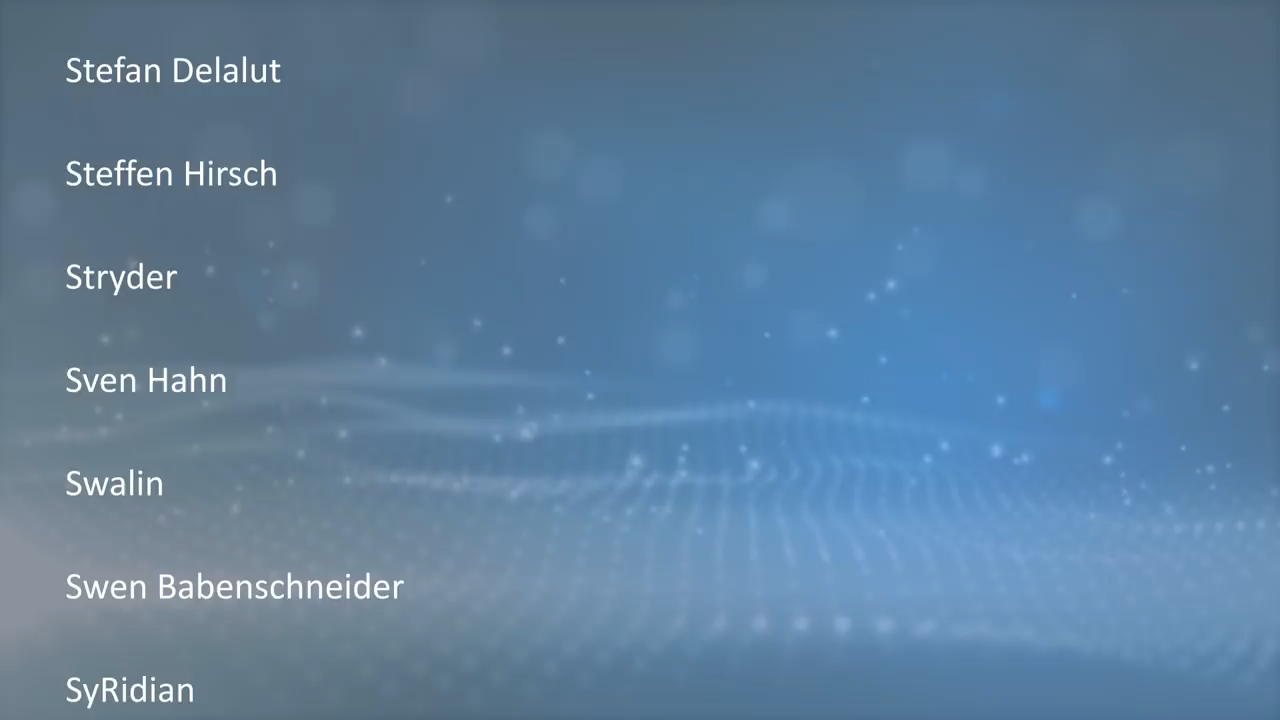 Stefan Delalut
Steffen Hirsch
Stryder
Sven Hahn
Swalin
Swen Babenschneider
SyRidian